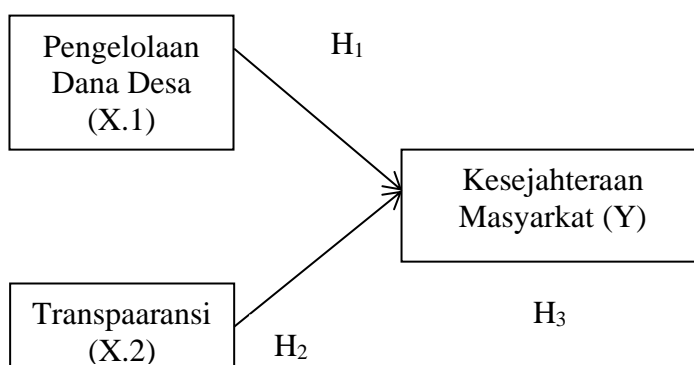 Pengelolaan
Dana Desa
(X.1)
H₁
Kesejahteraan
Masyarkat (Y)
Transpaaransi
(X.2)
H₂
H₃